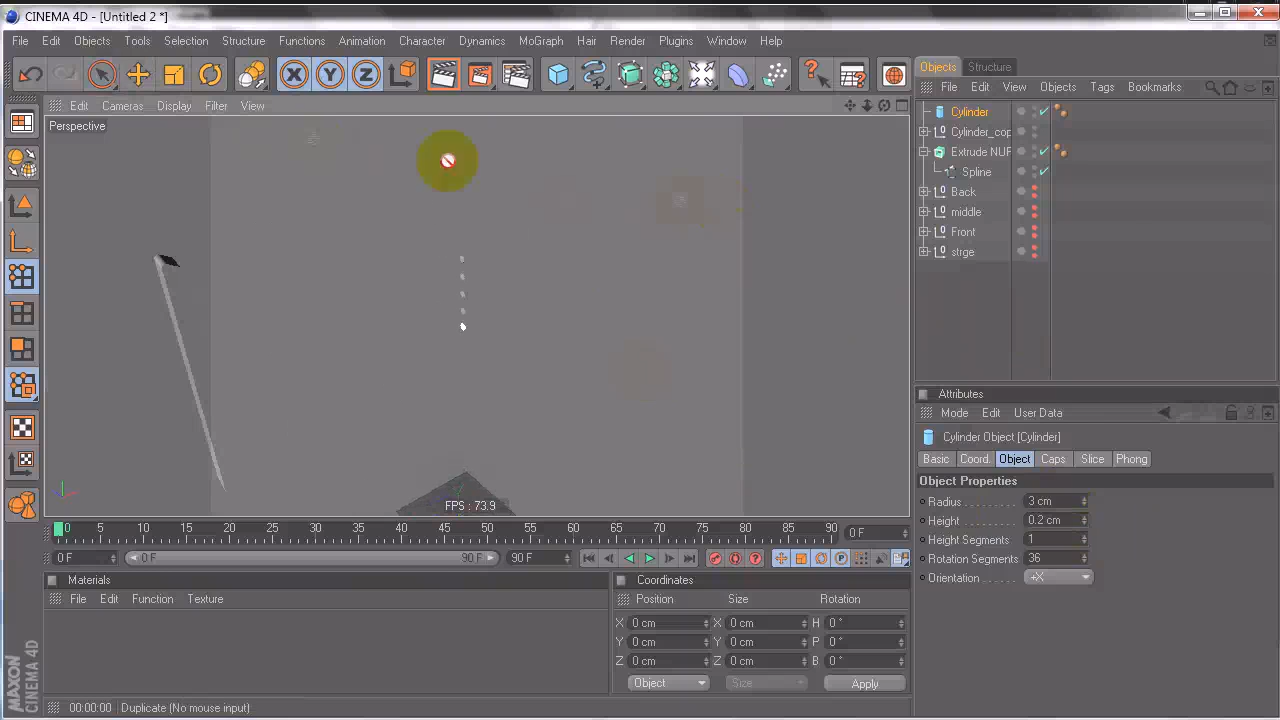 CINEMA 4D - [Untitled 2 *]
File Edit Objects Tools Selection Structure Functions Animation Character Dynamics MoGraph Hair Render Plugins Window Help
X Y Z
Objects Structure
Edit Cameras Display Filter View
File Edit View Objects Tags Bookmarks
Perspective
Cylinder
Cylinder_cop
Extrude NUR
Spline
Back
middle
Front
strge
FPS : 73.9
Attributes
Mode Edit User Data
Cylinder Object [Cylinder]
Basic Coord. Object Caps Slice Phong
Object Properties
Radius 3 cm
Height 0.2 cm
Height Segments 1
Rotation Segments 36
Orientation +X
0 5 10 15 20 25 30 35 40 45 50 55 60 65 70 75 80 85 90 0 F
0 F 0 F 90 F 90 F
Materials
File Edit Function Texture
Coordinates
Position Size Rotation
X 0 cm X 0 cm H 0 °
Y 0 cm Y 0 cm P 0 °
Z 0 cm Z 0 cm B 0 °
Object Size Apply
MAXON
CINEMA 4D
00:00:00 Duplicate (No mouse input)